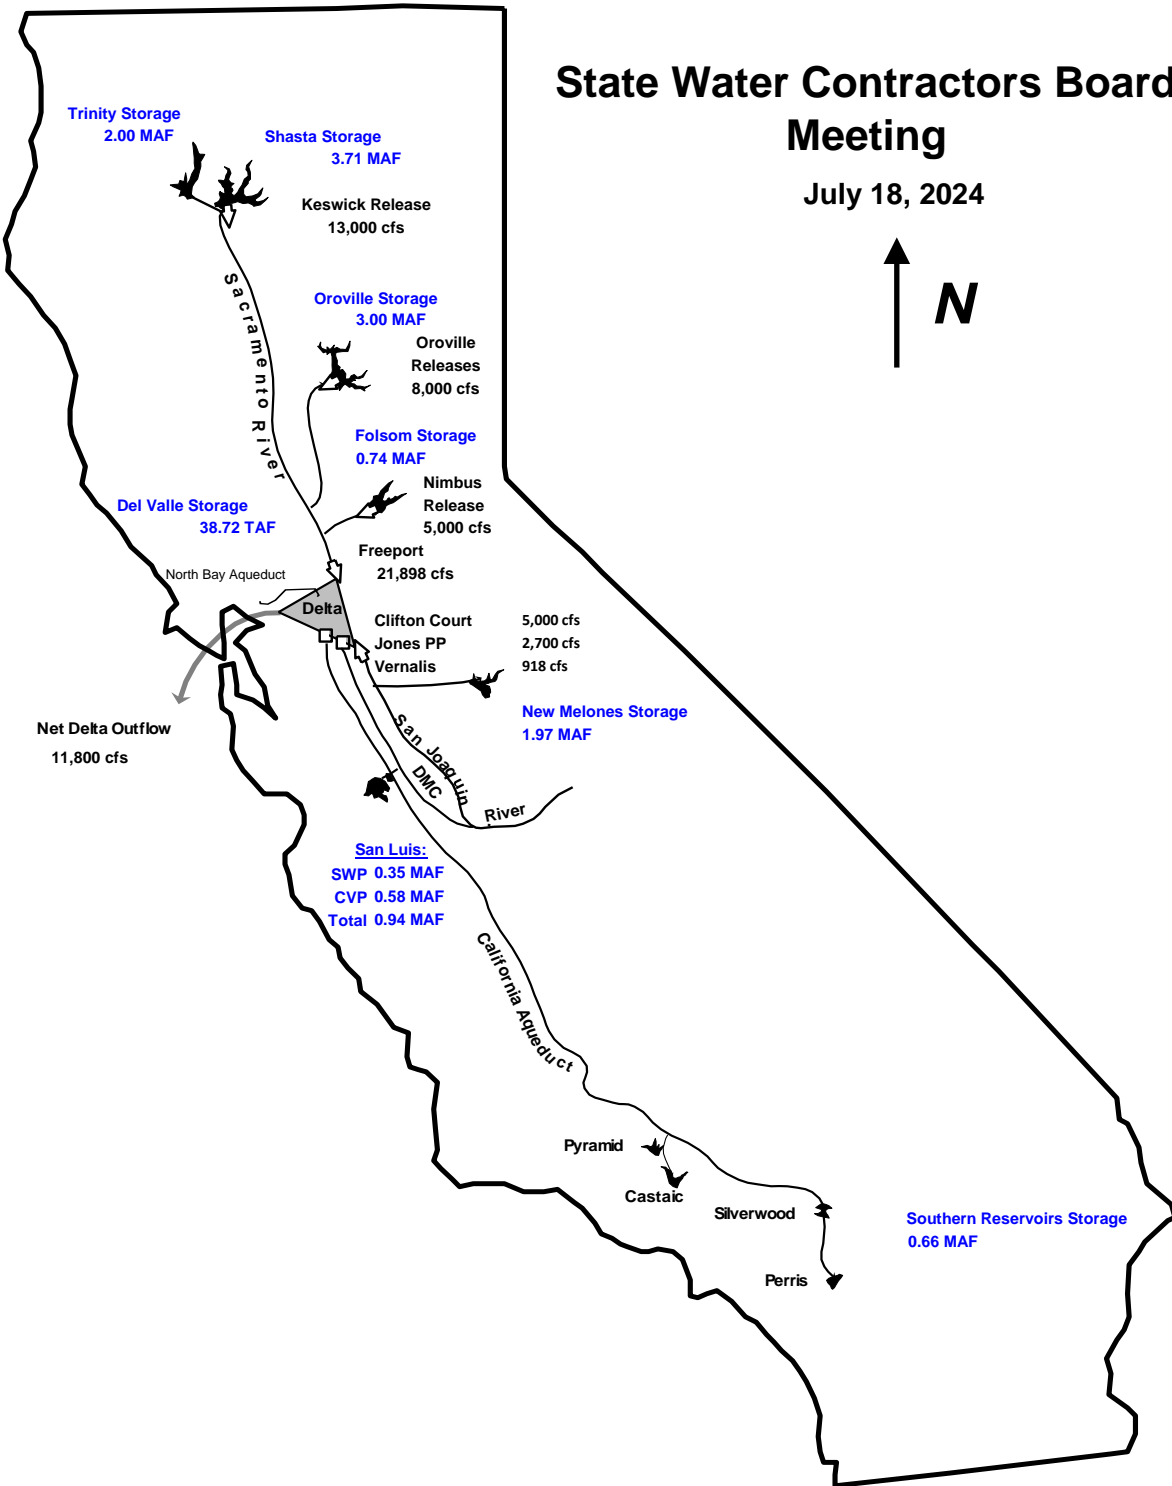 State Water Contractors Board
Meeting
July 18, 2024
N
Trinity Storage
2.00 MAF
Shasta Storage
3.71 MAF
Keswick Release
13,000 cfs
Sacramento River
Oroville Storage
3.00 MAF
Oroville
Releases
8,000 cfs
Folsom Storage
0.74 MAF
Nimbus
Release
5,000 cfs
Del Valle Storage
38.72 TAF
Freeport
21,898 cfs
North Bay Aqueduct
Delta
Clifton Court 5,000 cfs
Jones PP 2,700 cfs
Vernalis 918 cfs
New Melones Storage
1.97 MAF
Net Delta Outflow
11,800 cfs
San Joaquin
River
DMC
San Luis:
SWP 0.35 MAF
CVP 0.58 MAF
Total 0.94 MAF
California Aqueduct
Pyramid
Castaic
Silverwood
Perris
Southern Reservoirs Storage
0.66 MAF